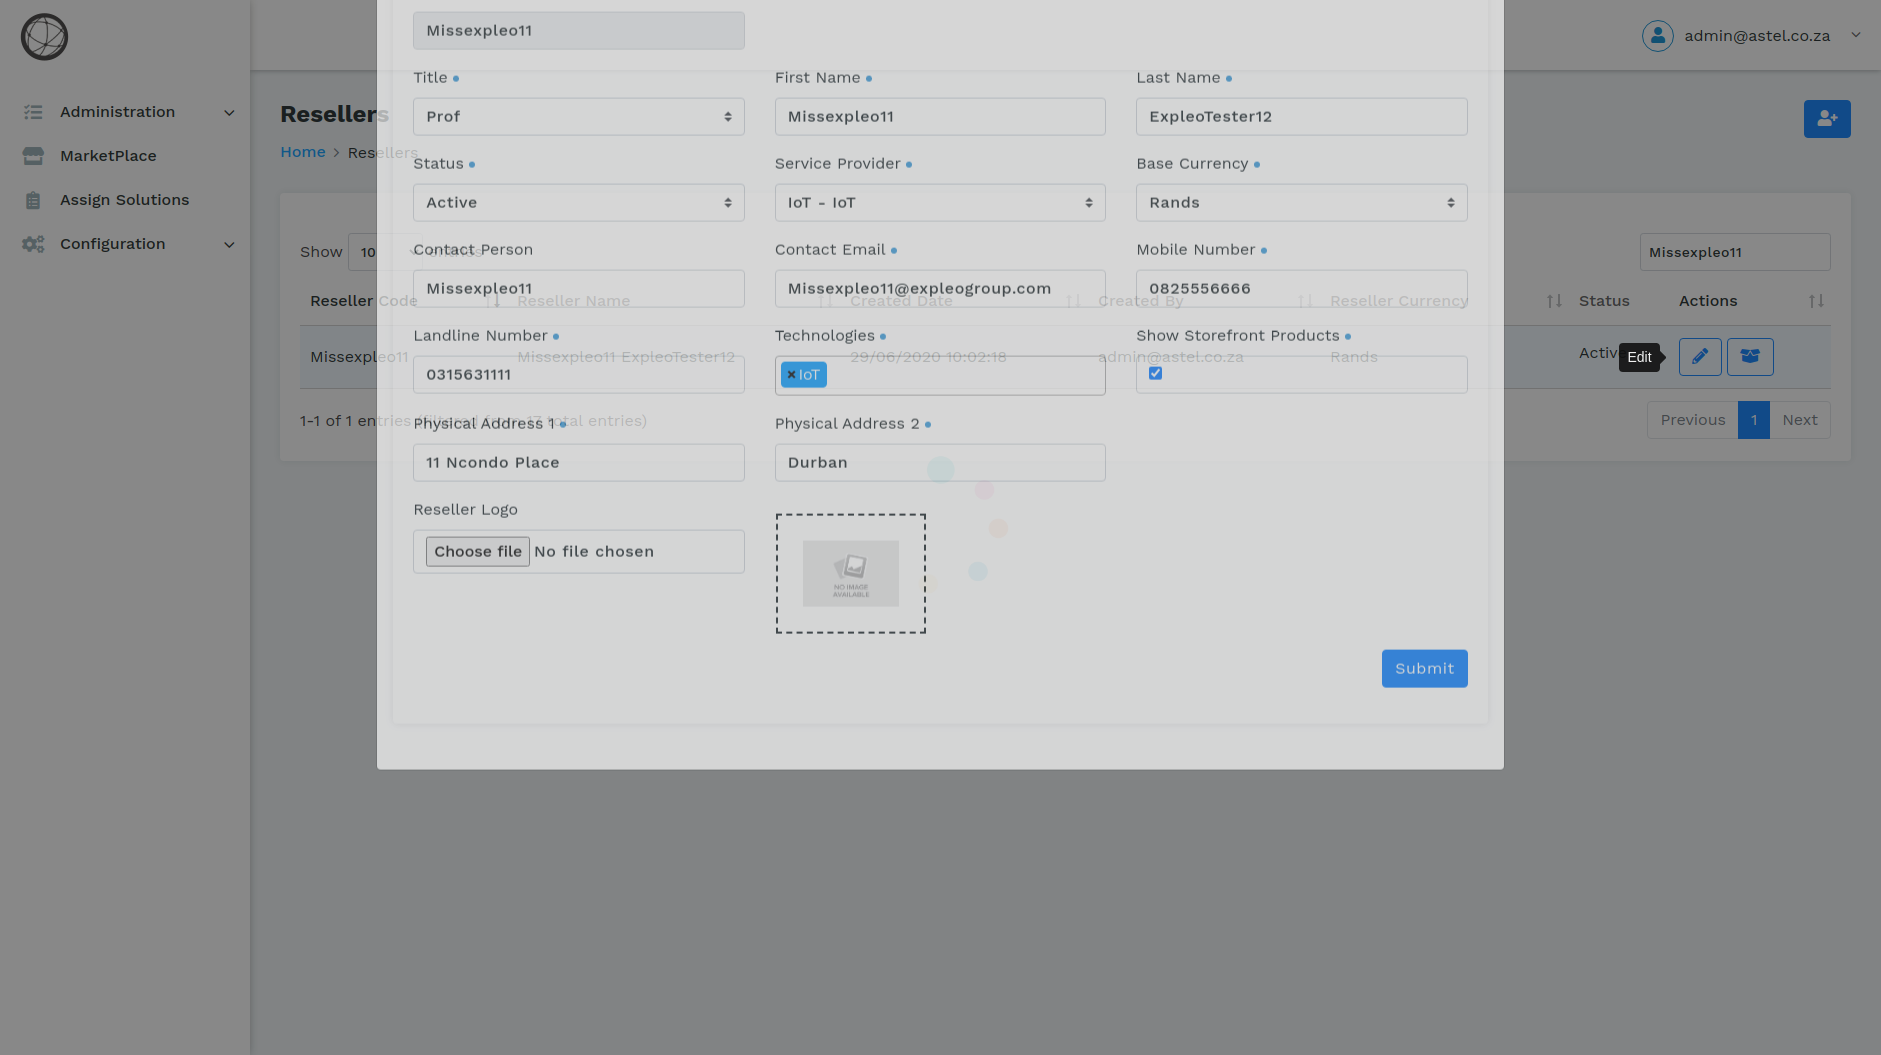 admin@astel.co.za
Administration
MarketPlace
Assign Solutions
Configuration
Resellers
Home > Resellers
Missexpleo11
Title
First Name
Last Name
Prof
Missexpleo11
ExpleoTester12
Status
Service Provider
Base Currency
Active
IoT - IoT
Rands
Contact Person
Contact Email
Mobile Number
Missexpleo11
Missexpleo11@expleogroup.com
0825556666
Landline Number
Technologies
Show Storefront Products
0315631111
× IoT
Physical Address 1
Physical Address 2
11 Ncondo Place
Durban
Reseller Logo
Choose file No file chosen
NO IMAGE
AVAILABLE
Submit
Show 10 entries
Missexpleo11
Reseller Code Reseller Name Created Date Created By Reseller Currency Status Actions
Missexpleo11 Missexpleo11 ExpleoTester12 29/06/2020 10:02:18 admin@astel.co.za Rands
Edit
1-1 of 1 entries (filtered from 17 total entries)
Previous 1 Next